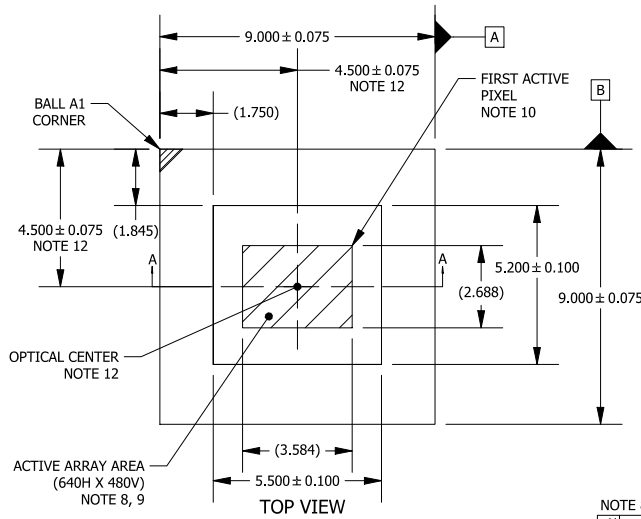 9.000 ± 0.075
A
4.500 ± 0.075
NOTE 12
FIRST ACTIVE
PIXEL
NOTE 10
B
BALL A1
CORNER
(1.750)
4.500 ± 0.075
NOTE 12
(1.845)
A
A
5.200 ± 0.100
(2.688)
9.000 ± 0.075
OPTICAL CENTER
NOTE 12
(3.584)
ACTIVE ARRAY AREA
(640H X 480V)
NOTE 8, 9
5.500 ± 0.100
TOP VIEW
NOTE